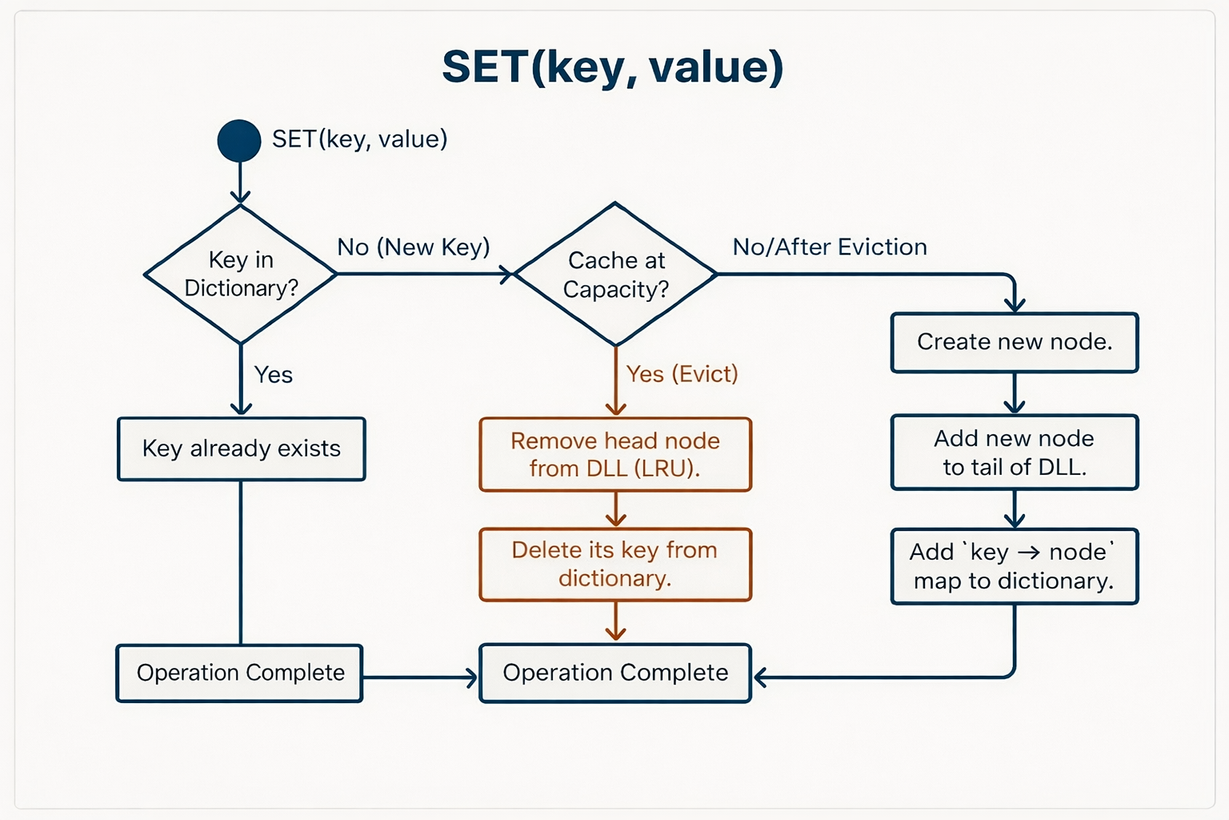 SET(key, value)
SET(key, value)
Key in
Dictionary?
No (New Key)
Cache at
Capacity?
No/After Eviction
Yes
Key already exists
Yes (Evict)
Remove head node
from DLL (LRU).
Delete its key from
dictionary.
Create new node.
Add new node
to tail of DLL.
Add `key → node`
map to dictionary.
Operation Complete
Operation Complete